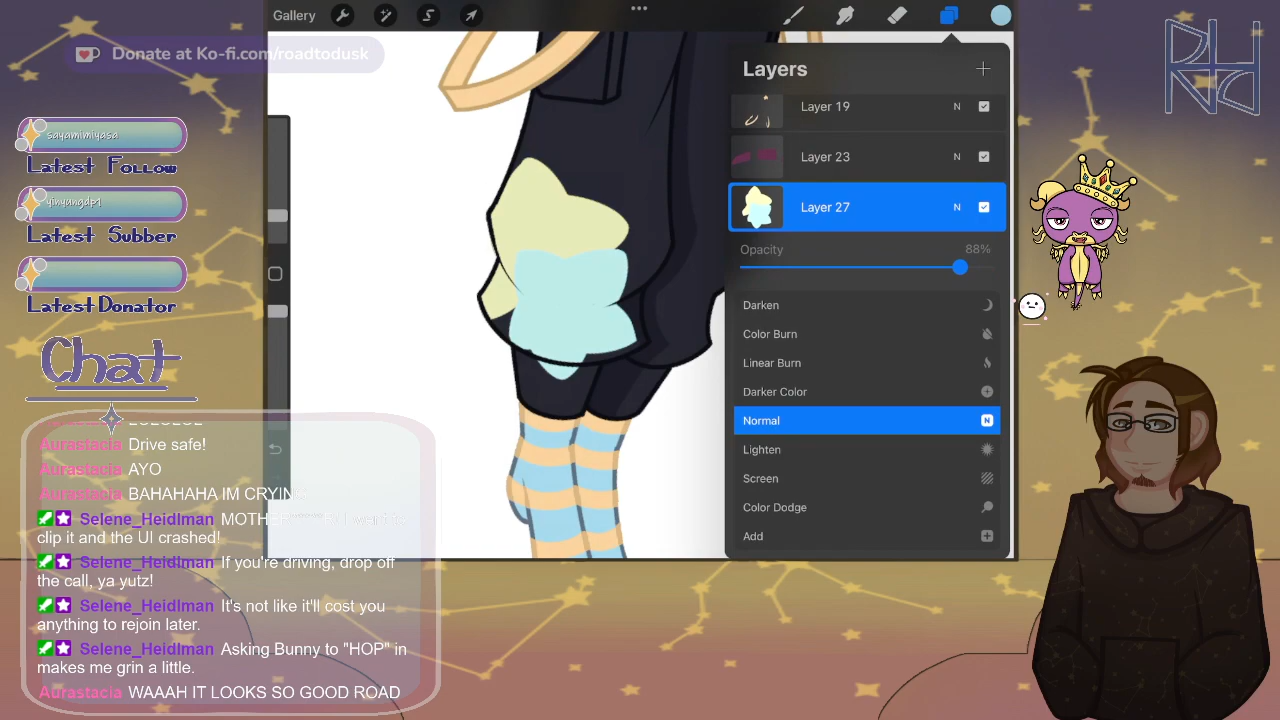 Gallery
Donate at Ko-fi.com/roadtodusk
sayamimiyasa
Latest Follow
yinyangdp1
Latest Subber
Latest Donator
Chat
Aurastacia Drive safe!
Aurastacia AYO
Aurastacia BAHAHAHA IM CRYING
Selene_Heidlman
clip it and the UI crashed!
Selene_Heidlman If you're driving, drop off
the call, ya yutz!
Selene_Heidlman It's not like it'll cost you
anything to rejoin later.
Selene_Heidlman Asking Bunny to "HOP" in
makes me grin a little.
Aurastacia WAAAH IT LOOKS SO GOOD ROAD
Layers
Layer 19 N
Layer 23 N
Layer 27 N
Opacity 88%
Darken
Color Burn
Linear Burn
Darker Color
Normal N
Lighten
Screen
Color Dodge
Add